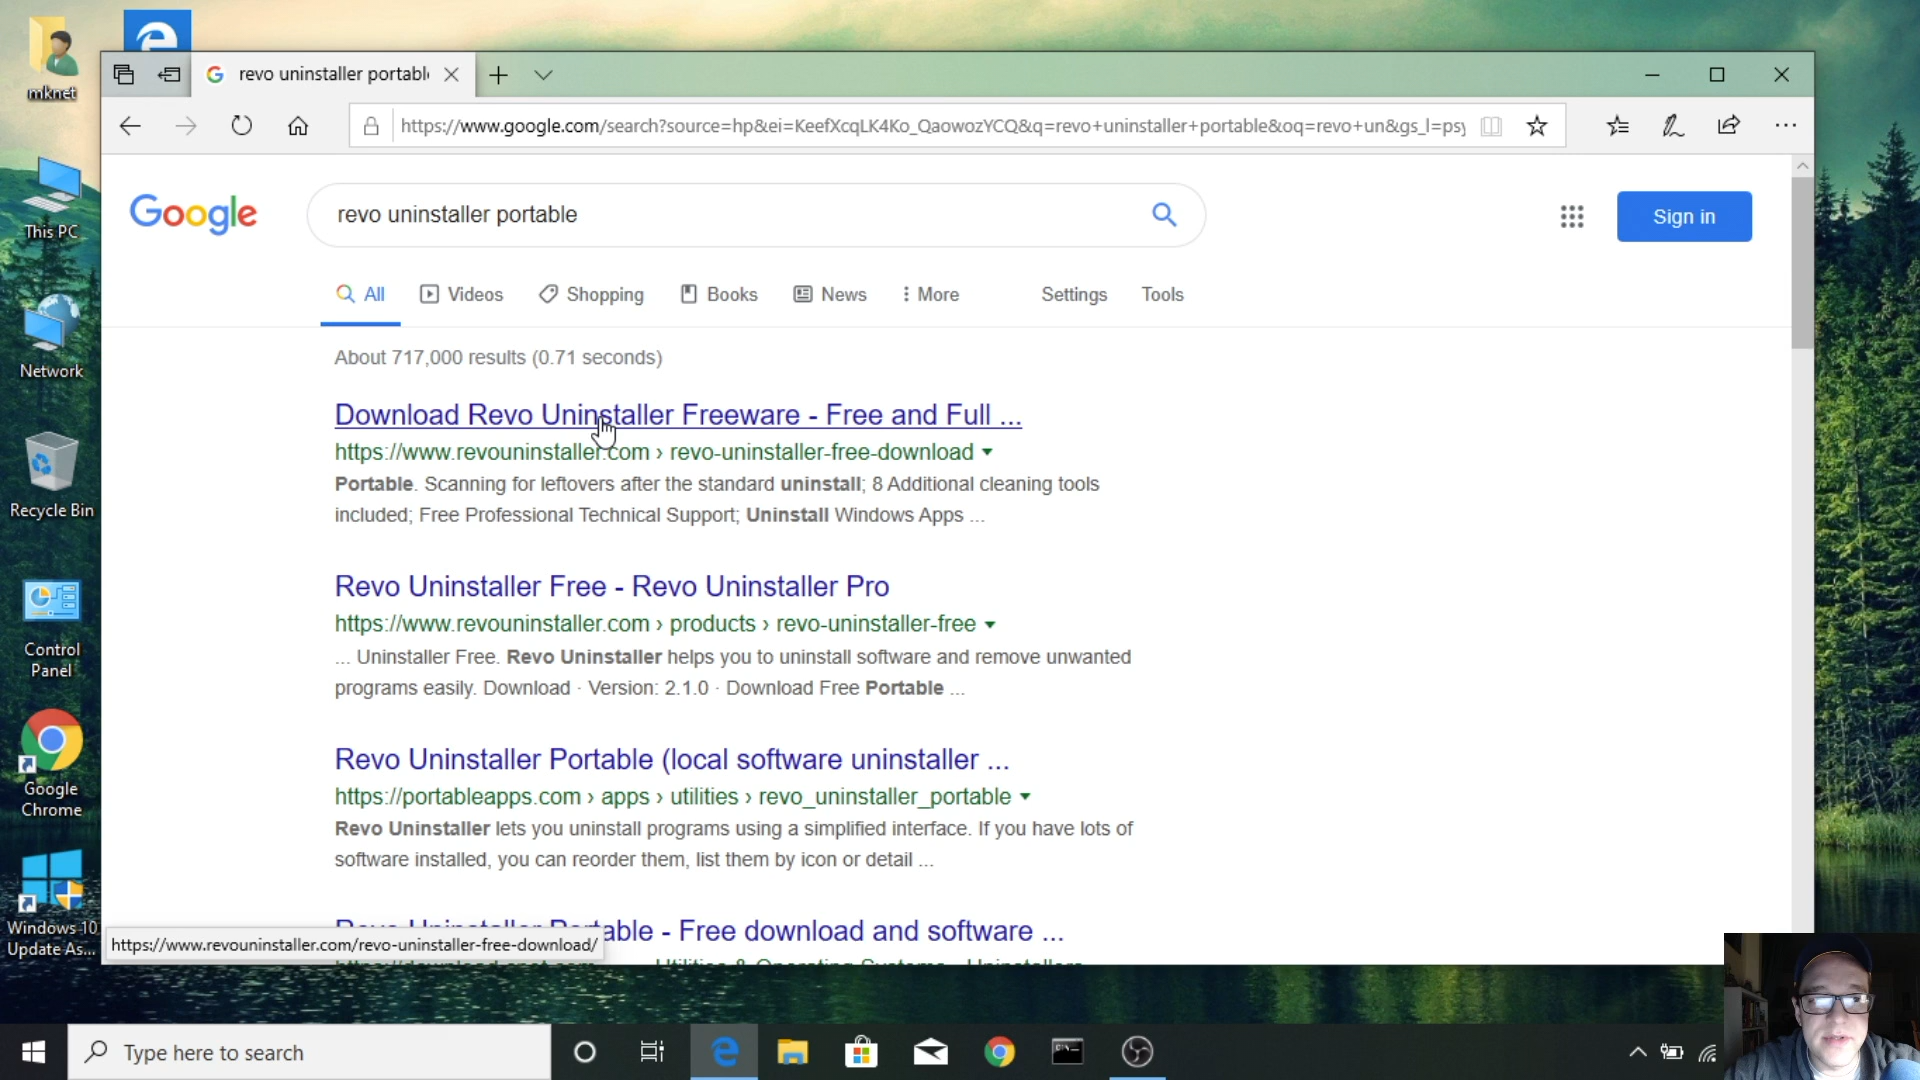 mknet
This PC
Network
Recycle Bin
Control
Panel
Google
Chrome
Windows 10
Update As...
revo uninstaller portabl
https://www.google.com/search?source=hp&ei=KeefXcqLK4Ko_QaowozYCQ&q=revo+uninstaller+portable&oq=revo+un&gs_l=psy
Google
revo uninstaller portable
Sign in
All
Videos
Shopping
Books
News
More
Settings
Tools
About 717,000 results (0.71 seconds)
Download Revo Uninstaller Freeware - Free and Full ...
https://www.revouninstaller.com › revo-uninstaller-free-download
Portable. Scanning for leftovers after the standard uninstall; 8 Additional cleaning tools
included; Free Professional Technical Support; Uninstall Windows Apps ...
Revo Uninstaller Free - Revo Uninstaller Pro
https://www.revouninstaller.com › products › revo-uninstaller-free
... Uninstaller Free. Revo Uninstaller helps you to uninstall software and remove unwanted
programs easily. Download · Version: 2.1.0 · Download Free Portable ...
Revo Uninstaller Portable (local software uninstaller ...
https://portableapps.com › apps › utilities › revo_uninstaller_portable
Revo Uninstaller lets you uninstall programs using a simplified interface. If you have lots of
software installed, you can reorder them, list them by icon or detail ...
Revo Uninstaller Portable - Free download and software ...
https://www.revouninstaller.com/revo-uninstaller-free-download/
Type here to search